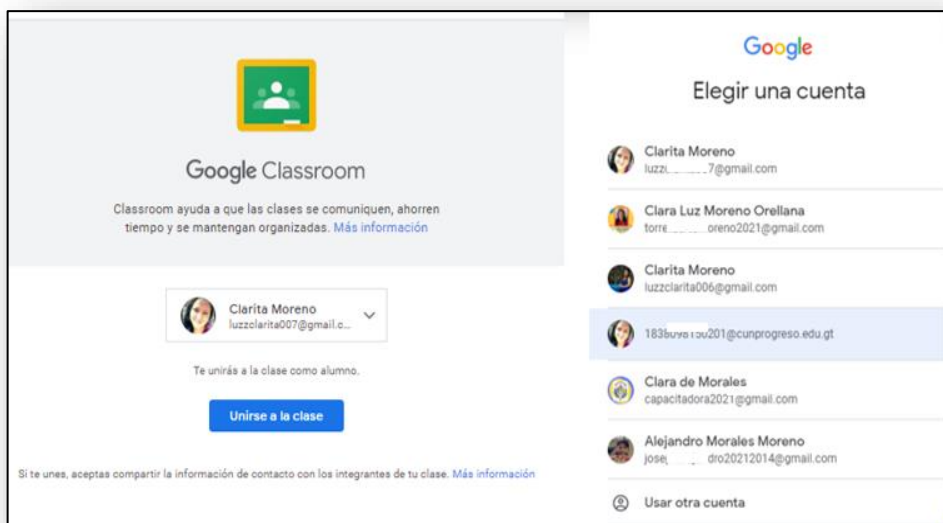 Google Classroom
Classroom ayuda a que las clases se comuniquen, ahorren
tiempo y se mantengan organizadas. Más información
Clarita Moreno
luzzclarita007@gmail.c...
Te unirás a la clase como alumno.
Unirse a la clase
Si te unes, aceptas compartir la información de contacto con los integrantes de tu clase. Más información
Google
Elegir una cuenta
Clarita Moreno
7@gmail.com
Clara Luz Moreno Orellana
oreno2021@gmail.com
Clarita Moreno
luzzclarita006@gmail.com
201@cunprogreso.edu.gt
Clara de Morales
capacitadora2021@gmail.com
Alejandro Morales Moreno
dro20212014@gmail.com
Usar otra cuenta